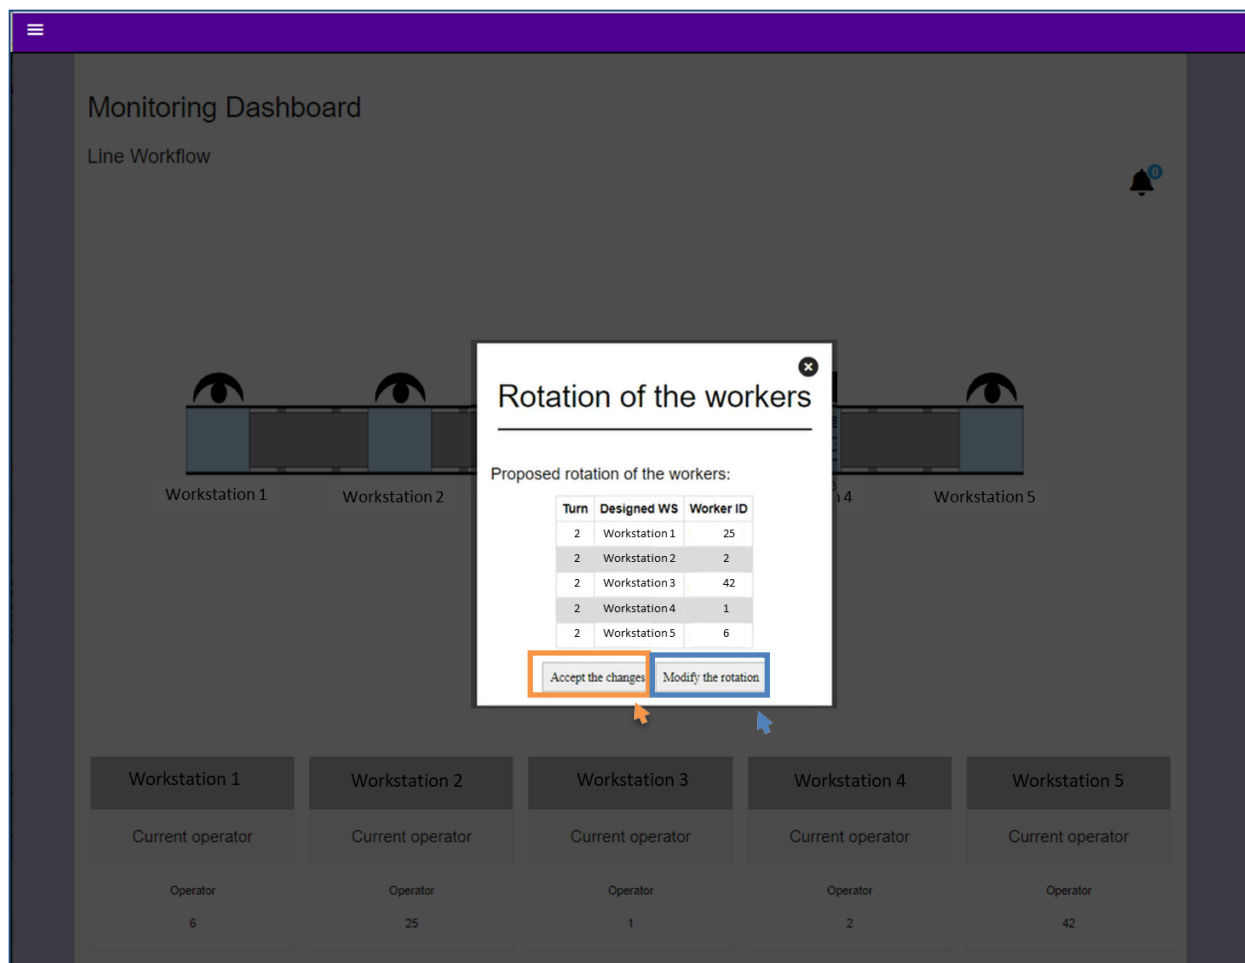 Monitoring Dashboard
Line Workflow
0
Rotation of the workers
Proposed rotation of the workers:
Turn Designed WS Worker ID
2 Workstation 1 25
2 Workstation 2 2
2 Workstation 3 42
2 Workstation 4 1
2 Workstation 5 6
Accept the changes Modify the rotation
Workstation 1 Workstation 2 4 Workstation 5
Workstation 1 Workstation 2 Workstation 3 Workstation 4 Workstation 5
Current operator Current operator Current operator Current operator Current operator
Operator Operator Operator Operator Operator
6 25 1 2 42